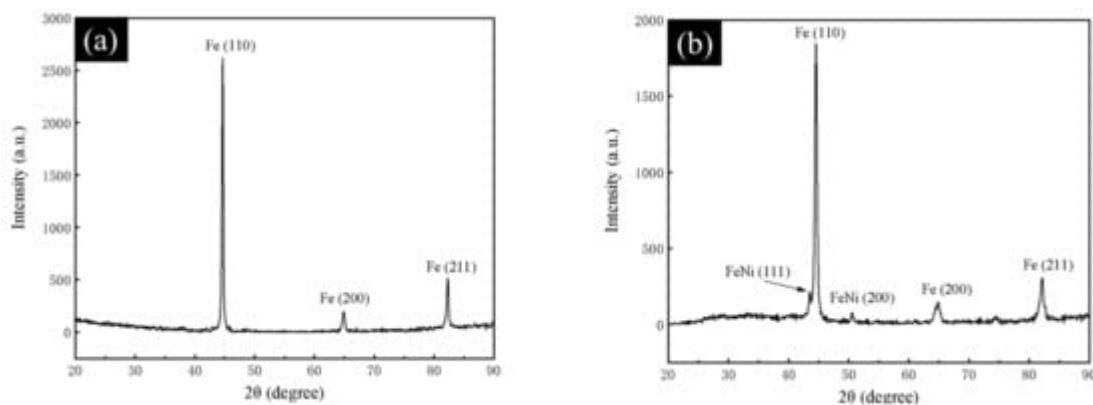 (a)
3000
2500
2000
1500
1000
500
0
Intensity (a.u.)
Fe (110)
Fe (200)
Fe (211)
20 30 40 50 60 70 80 90
2θ (degree)
(b)
2000
1500
1000
500
0
Intensity (a.u.)
Fe (110)
FeNi (111)
FeNi (200)
Fe (200)
Fe (211)
20 30 40 50 60 70 80 90
2θ (degree)